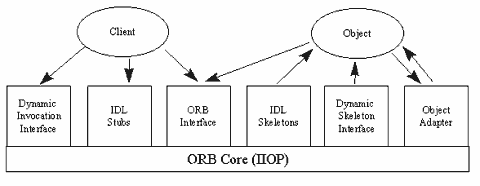 Client
Object
Dynamic
Invocation
Interface
IDL
Stubs
ORB
Interface
IDL
Skeletons
Dynamic
Skeleton
Interface
Object
Adapter
ORB Core (IIOP)